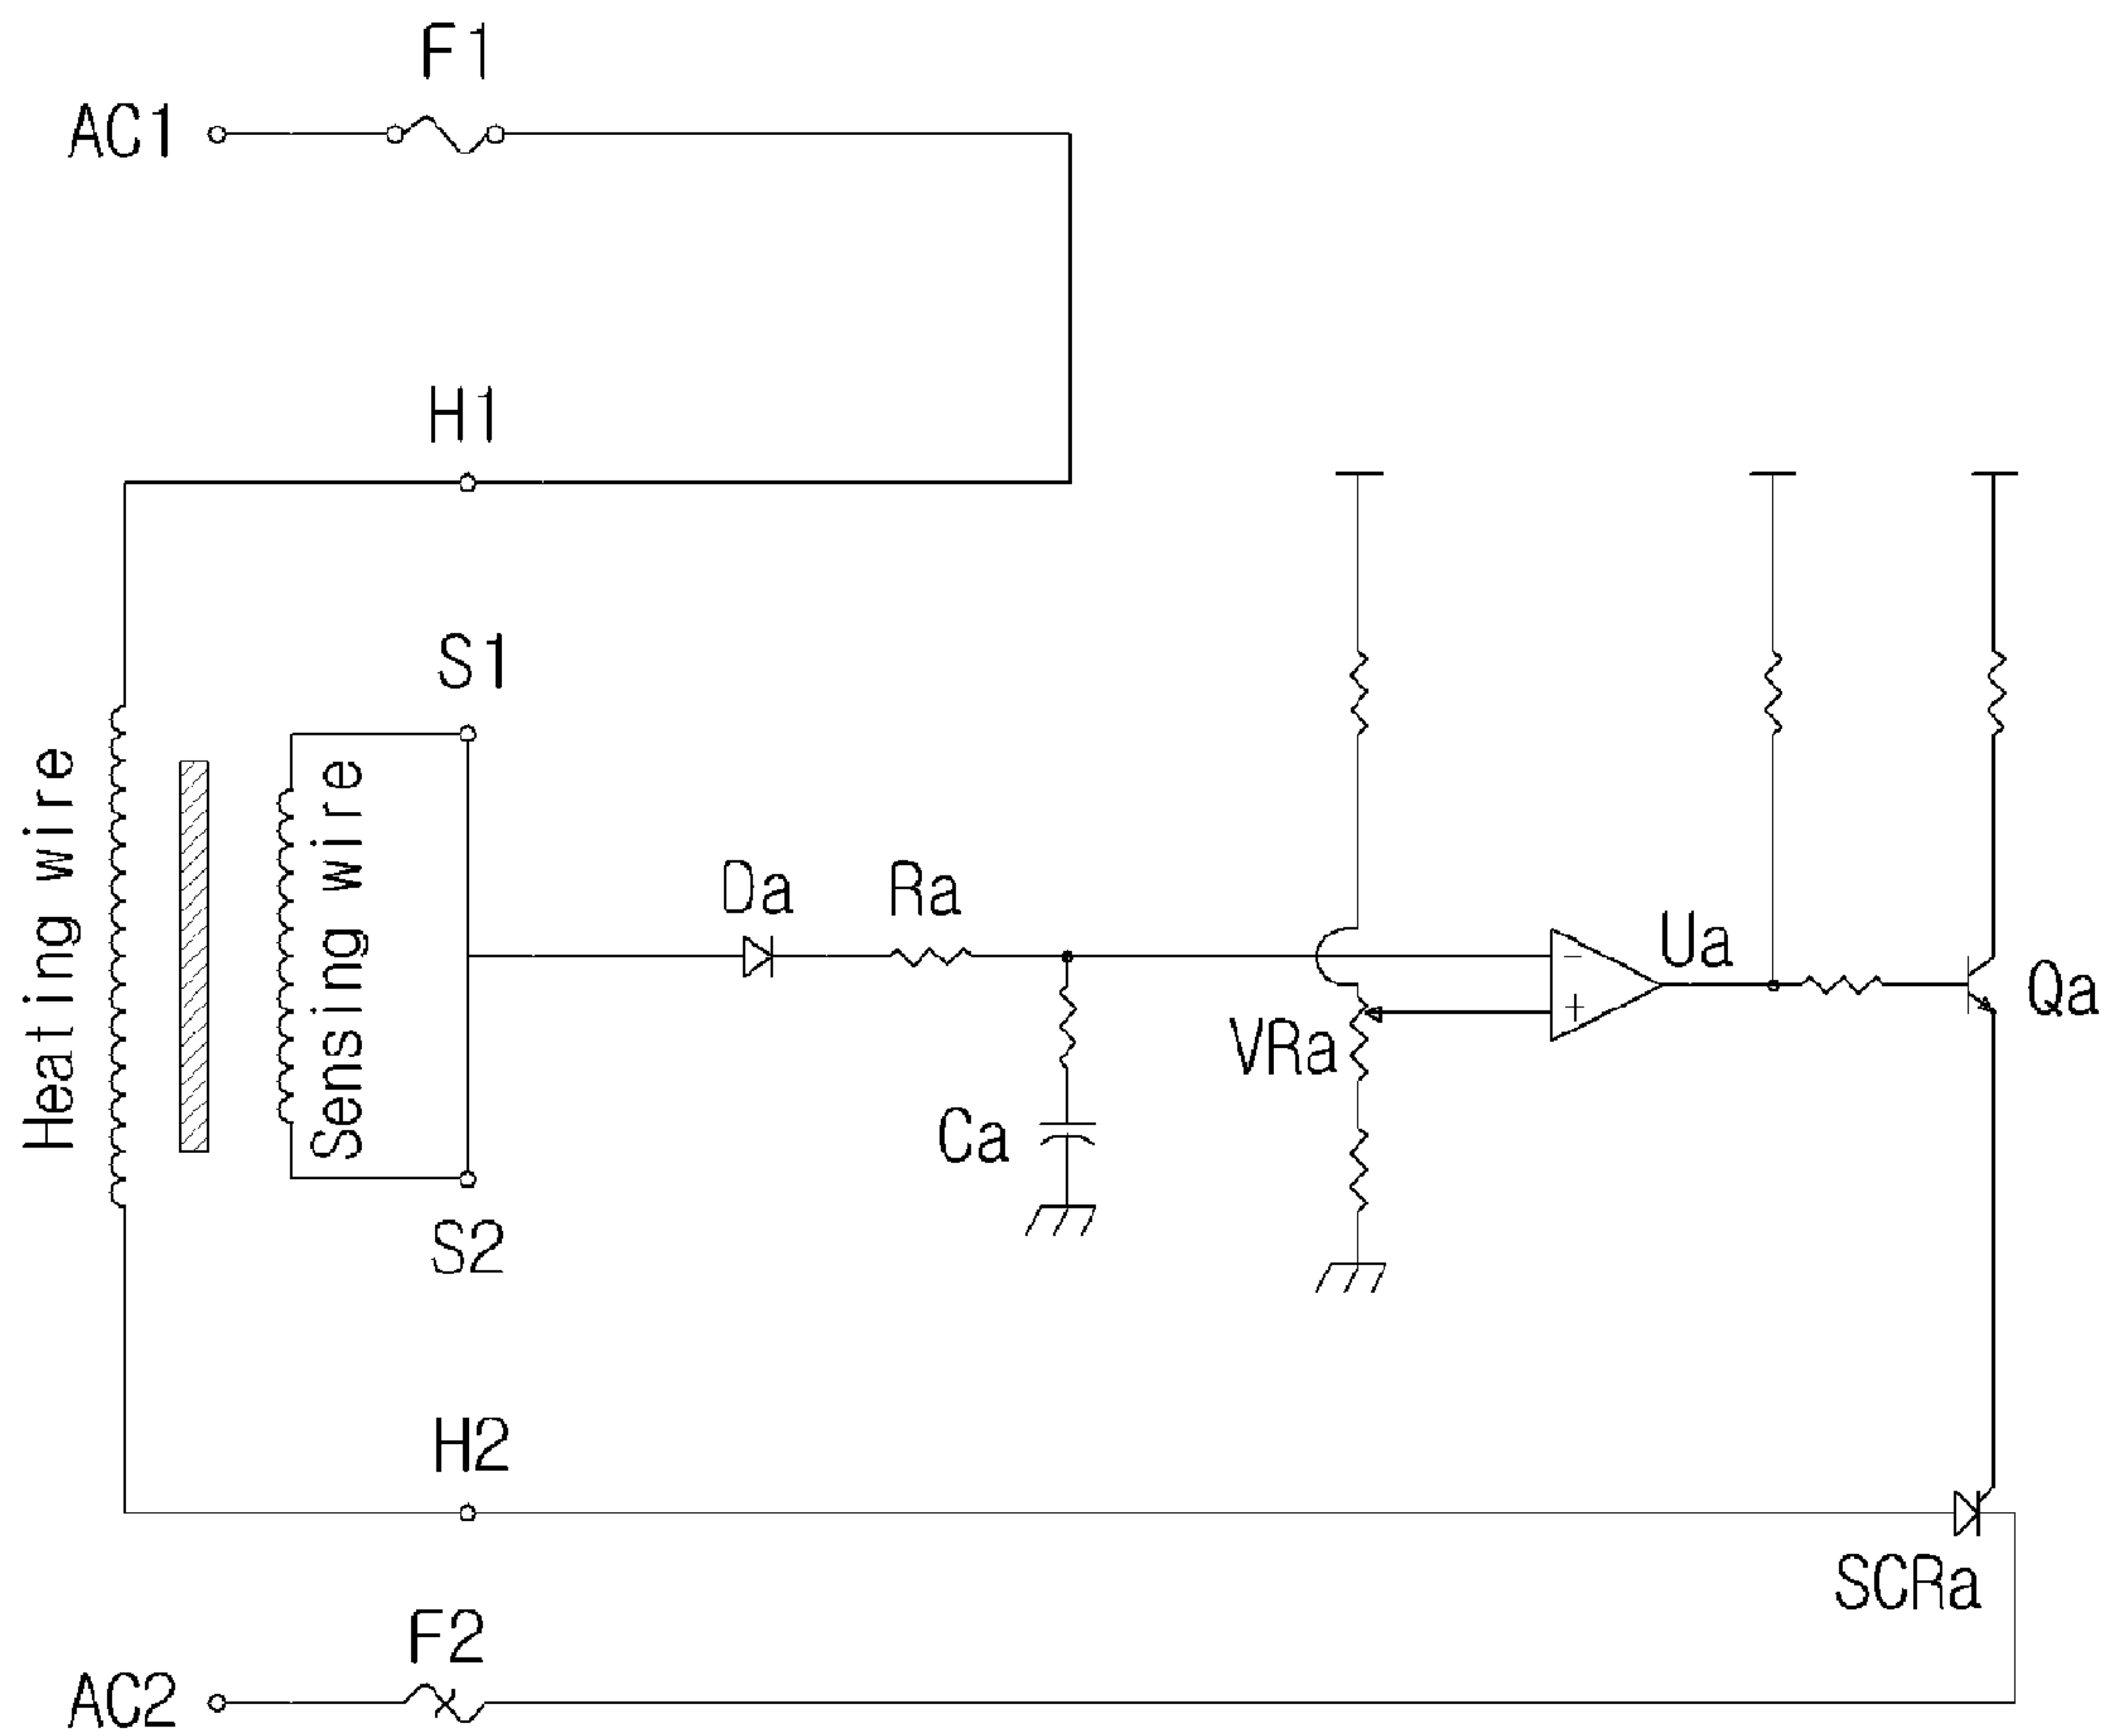 F1
AC1
H1
S1
Heating wire
Sensing wire
Da
Ra
Ua
Qa
VRa
Ca
S2
H2
SCRa
F2
AC2